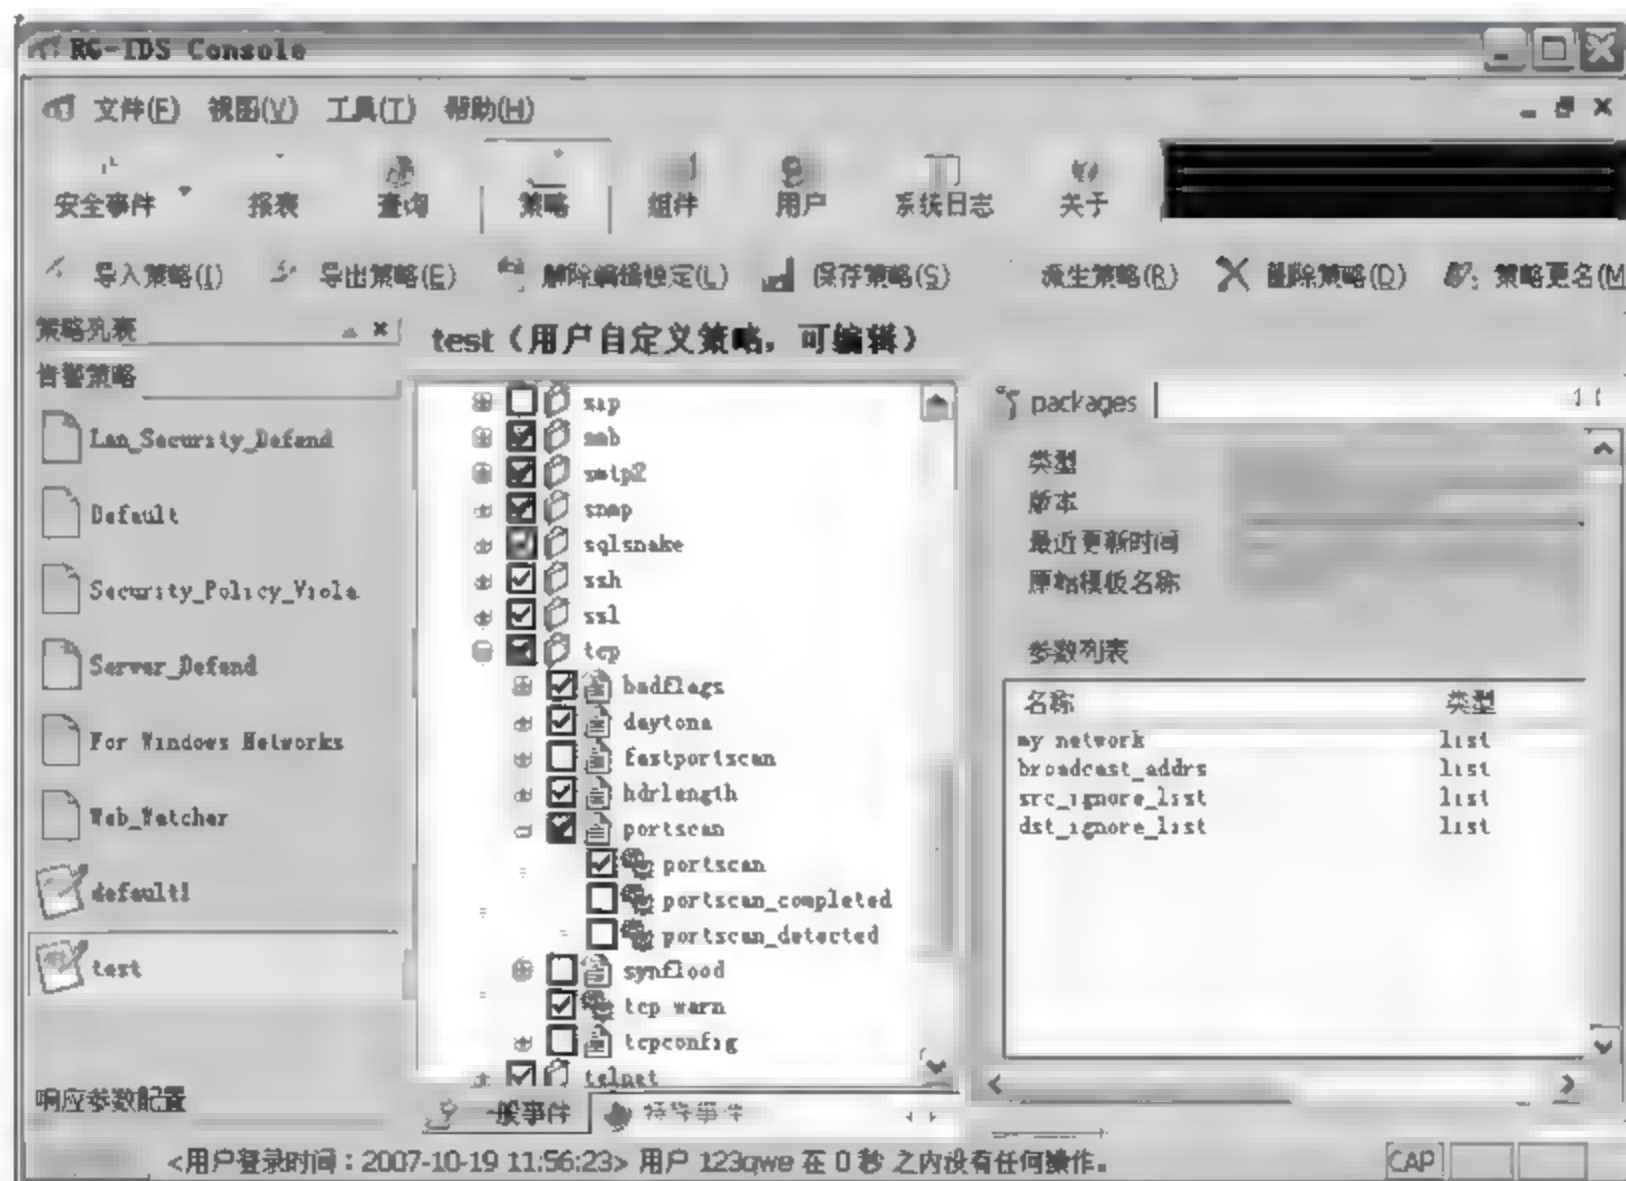 RG-IDS Console
文件(F) 视图(V) 工具(T) 帮助(H)
安全事件 报表 查询 策略 组件 用户 系统日志 关于
导入策略(I) 导出策略(E) 解除编辑锁定(L) 保存策略(S) 派生策略(R) 删除策略(D) 策略更名(M
策略列表
告警策略
Lan_Security_Defend
Default
Security_Policy_Viola
Server_Defend
For Windows Networks
Web_Watcher
default1
test
响应参数配置
test（用户自定义策略，可编辑）
sip
smb
smtp2
snmp
sqlsnake
ssh
ssl
tcp
badflags
daytona
fastportscan
hdrlength
portscan
portscan
portscan_completed
portscan_detected
synflood
tcp warn
tcpconfig
telnet
一般事件 特殊事件
packages
类型
版本
最近更新时间
原始模板名称
参数列表
名称 类型
my network list
broadcast_addrs list
src_ignore_list list
dst_ignore_list list
<用户登录时间：2007-10-19 11:56:23> 用户 123qwe 在 0 秒 之内没有任何操作。 CAP